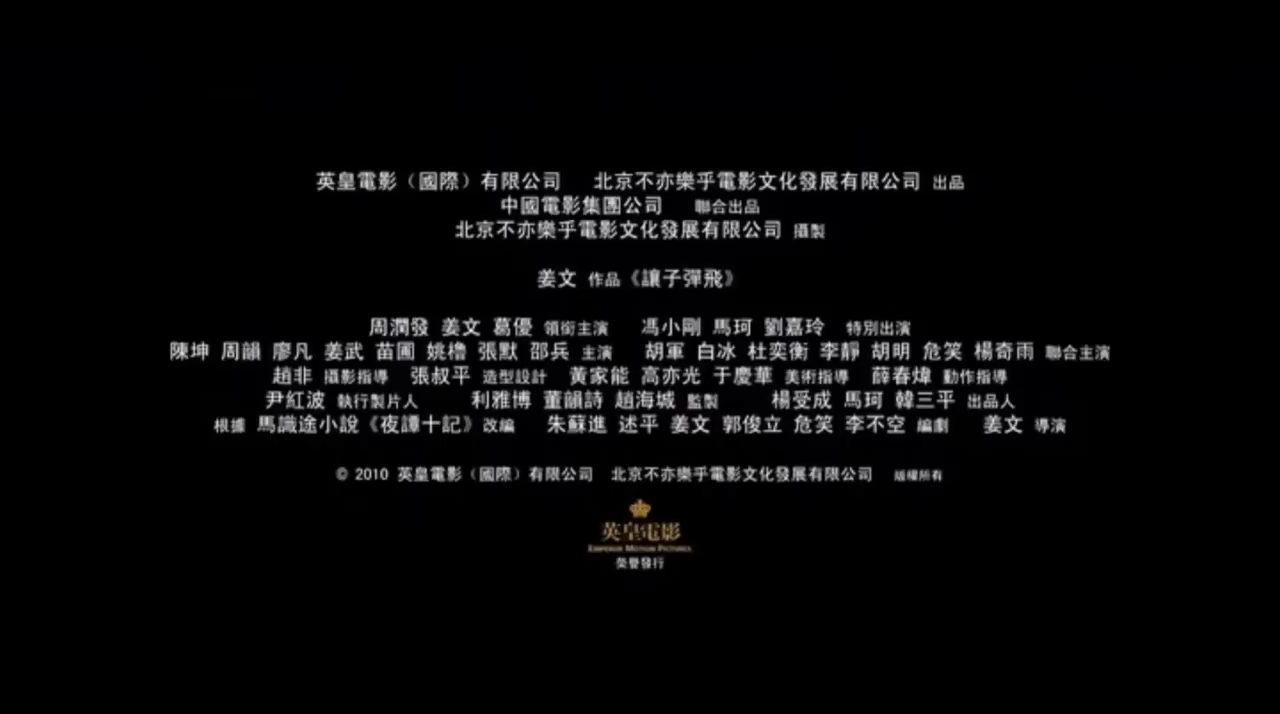 英皇電影（國際）有限公司 北京不亦樂乎電影文化發展有限公司 出品
中國電影集團公司 聯合出品
北京不亦樂乎電影文化發展有限公司 攝製
姜文 作品《讓子彈飛》
周潤發 姜文 葛優 領銜主演 馮小剛 馬珂 劉嘉玲 特別出演
陳坤 周韻 廖凡 姜武 苗圃 姚櫓 張默 邵兵 主演 胡軍 白冰 杜奕衡 李靜 胡明 危笑 楊奇雨 聯合主演
趙非 攝影指導 張叔平 造型設計 黃家能 高亦光 于慶華 美術指導 薛春煒 動作指導
尹紅波 執行製片人 利雅博 董韻詩 趙海城 監製 楊受成 馬珂 韓三平 出品人
根據 馬識途小說《夜譚十記》改編 朱蘇進 述平 姜文 郭俊立 危笑 李不空 編劇 姜文 導演
© 2010 英皇電影（國際）有限公司 北京不亦樂乎電影文化發展有限公司 版權所有
英皇電影
EMPEROR MOTION PICTURES
榮譽發行